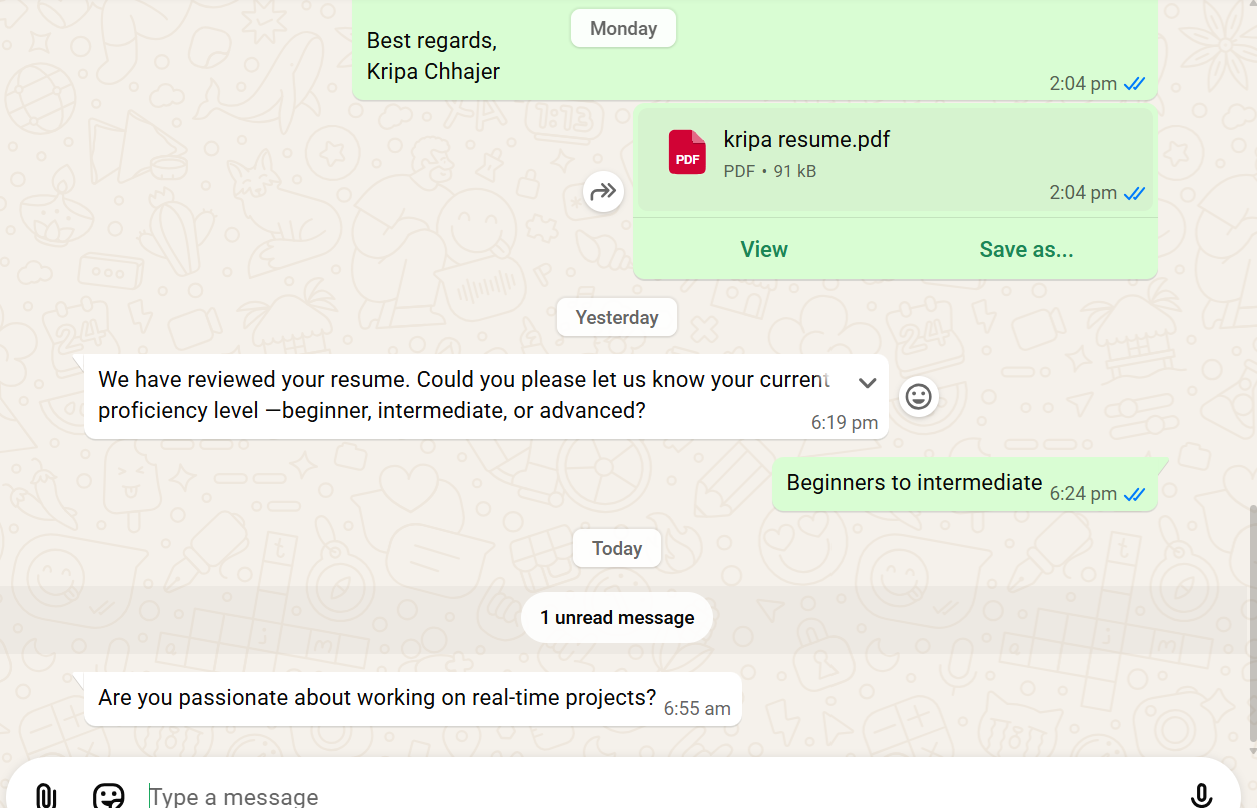 Monday
Best regards,
Kripa Chhajer
2:04 pm
PDF
kripa resume.pdf
PDF • 91 kB
2:04 pm
View
Save as...
Yesterday
We have reviewed your resume. Could you please let us know your current
proficiency level —beginner, intermediate, or advanced?
6:19 pm
Beginners to intermediate
6:24 pm
Today
1 unread message
Are you passionate about working on real-time projects?
6:55 am
Type a message